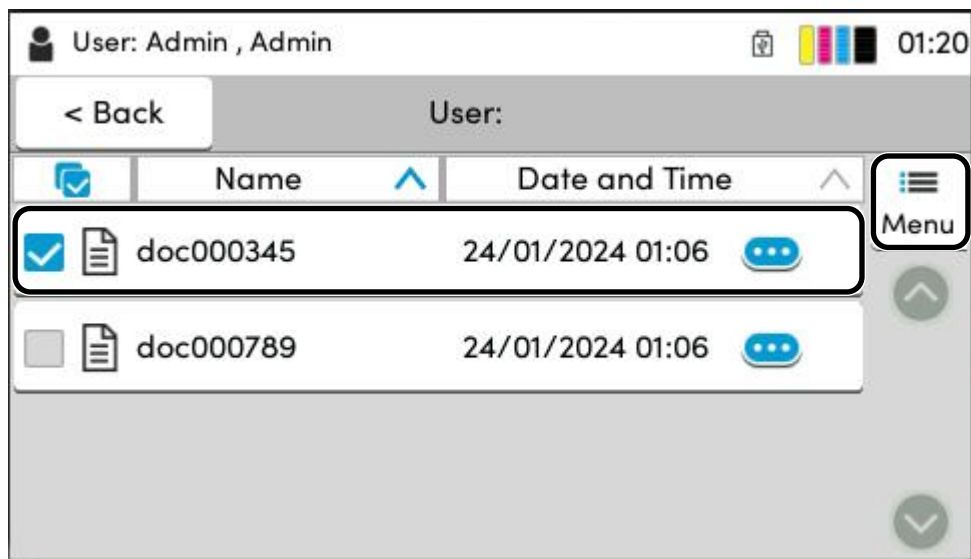 User: Admin , Admin 01:20
< Back User:
Name Date and Time
Menu
doc000345 24/01/2024 01:06
doc000789 24/01/2024 01:06